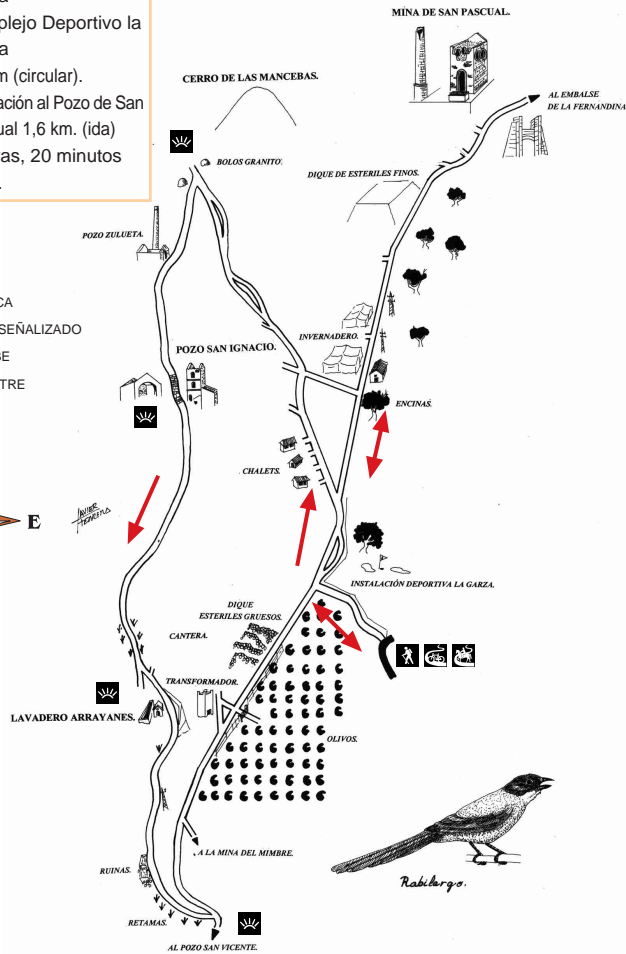 plejo Deportivo la
m (circular).
ación al Pozo de San
ual 1,6 km. (ida)
as, 20 minutos
MINA DE SAN PASCUAL.
CERRO DE LAS MANCEBAS.
AL EMBALSE
DE LA FERNANDINA
BOLOS GRANITO.
DIQUE DE ESTERILES FINOS.
POZO ZULUETA.
CA
SEÑALIZADO
TRE
INVERNADERO.
POZO SAN IGNACIO.
ENCINAS.
CHALETS.
E
JAVIER
INSTALACIÓN DEPORTIVA LA GARZA.
DIQUE
ESTERILES GRUESOS.
CANTERA.
TRANSFORMADOR.
LAVADERO ARRAYANES.
OLIVOS.
A LA MINA DEL MIMBRE.
RUINAS.
Rabilargo.
RETAMAS.
AL POZO SAN VICENTE.